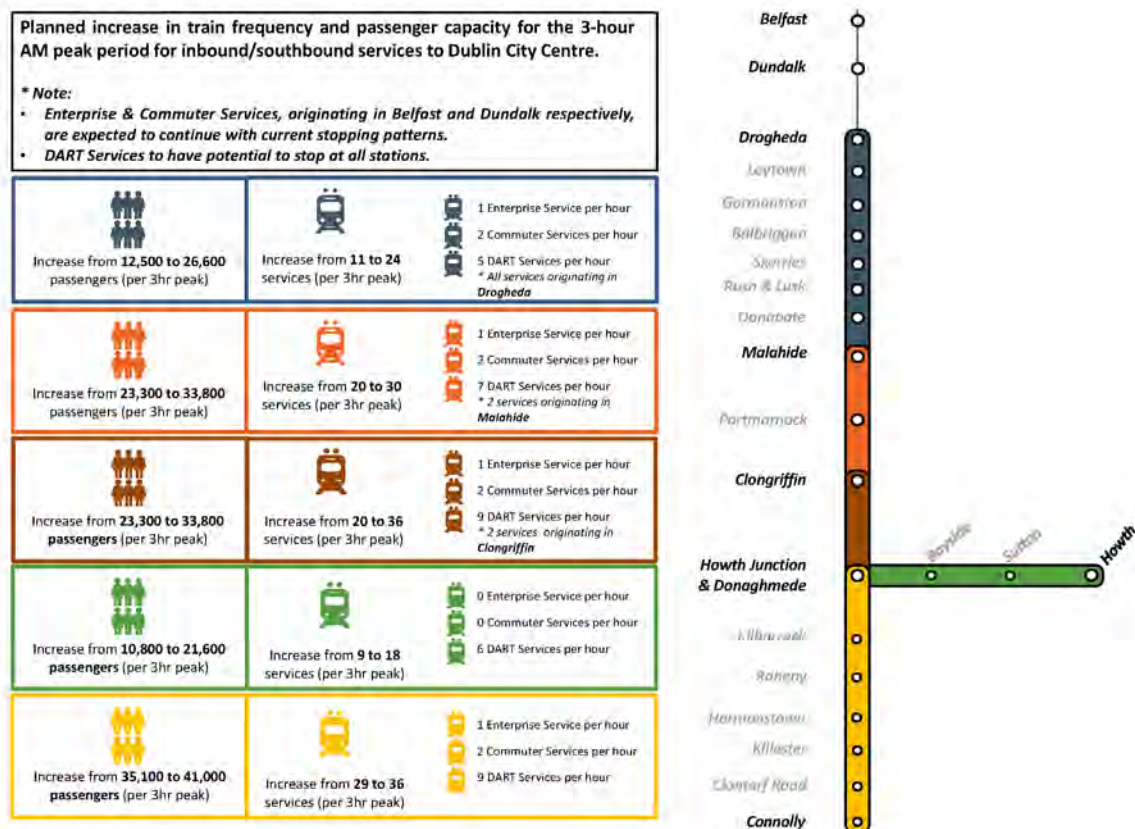 Planned increase in train frequency and passenger capacity for the 3-hour
AM peak period for inbound/southbound services to Dublin City Centre.
* Note:
• Enterprise & Commuter Services, originating in Belfast and Dundalk respectively,
are expected to continue with current stopping patterns.
• DART Services to have potential to stop at all stations.
Increase from 12,500 to 26,600
passengers (per 3hr peak)
Increase from 11 to 24
services (per 3hr peak)
1 Enterprise Service per hour
2 Commuter Services per hour
5 DART Services per hour
* All services originating in
Drogheda
Increase from 23,300 to 33,800
passengers (per 3hr peak)
Increase from 20 to 30
services (per 3hr peak)
1 Enterprise Service per hour
2 Commuter Services per hour
7 DART Services per hour
* 2 services originating in
Malahide
Increase from 23,300 to 33,800
passengers (per 3hr peak)
Increase from 20 to 36
services (per 3hr peak)
1 Enterprise Service per hour
2 Commuter Services per hour
9 DART Services per hour
* 2 services originating in
Clongriffin
Increase from 10,800 to 21,600
passengers (per 3hr peak)
Increase from 9 to 18
services (per 3hr peak)
0 Enterprise Service per hour
0 Commuter Services per hour
6 DART Services per hour
Increase from 35,100 to 41,000
passengers (per 3hr peak)
Increase from 29 to 36
services (per 3hr peak)
1 Enterprise Service per hour
2 Commuter Services per hour
9 DART Services per hour
Belfast
Dundalk
Drogheda
Laytown
Gormanston
Balbriggan
Skerries
Rush & Lusk
Donabate
Malahide
Portmarnock
Clongriffin
Howth Junction
& Donaghmede
Bayside
Sutton
Howth
Raheny
Harmonstown
Killester
Clontarf Road
Connolly